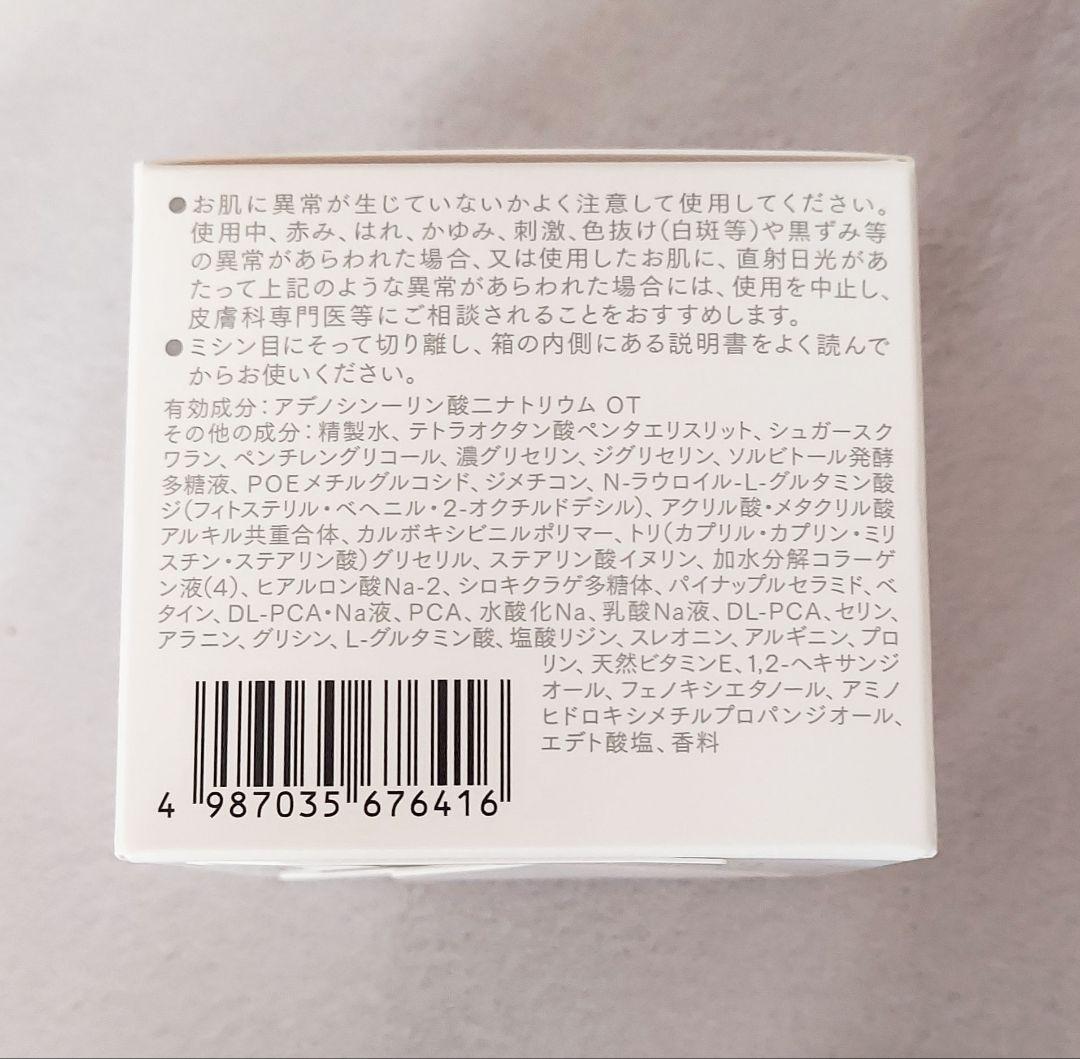 ●お肌に異常が生じていないかよく注意して使用してください。
使用中、赤み、はれ、かゆみ、刺激、色抜け(白斑等)や黒ずみ等
の異常があらわれた場合、又は使用したお肌に、直射日光があ
たって上記のような異常があらわれた場合には、使用を中止し、
皮膚科専門医等にご相談されることをおすすめします。
●ミシン目にそって切り離し、箱の内側にある説明書をよく読んで
からお使いください。
有効成分：アデノシン一リン酸二ナトリウム OT
その他の成分：精製水、テトラオクタン酸ペンタエリスリット、シュガースク
ワラン、ペンチレングリコール、濃グリセリン、ジグリセリン、ソルビトール発酵
多糖液、POEメチルグルコシド、ジメチコン、N-ラウロイル-L-グルタミン酸
ジ(フィトステリル・ベヘニル・2-オクチルドデシル)、アクリル酸・メタクリル酸
アルキル共重合体、カルボキシビニルポリマー、トリ(カプリル・カプリン・ミリ
スチン・ステアリン酸)グリセリル、ステアリン酸イヌリン、加水分解コラーゲ
ン液(4)、ヒアルロン酸Na-2、シロキクラゲ多糖体、パイナップルセラミド、ベ
タイン、DL-PCA・Na液、PCA、水酸化Na、乳酸Na液、DL-PCA、セリン、
アラニン、グリシン、L-グルタミン酸、塩酸リジン、スレオニン、アルギニン、プロ
リン、天然ビタミンE、1,2-ヘキサンジ
オール、フェノキシエタノール、アミノ
ヒドロキシメチルプロパンジオール、
エデト酸塩、香料
4 987035 676416